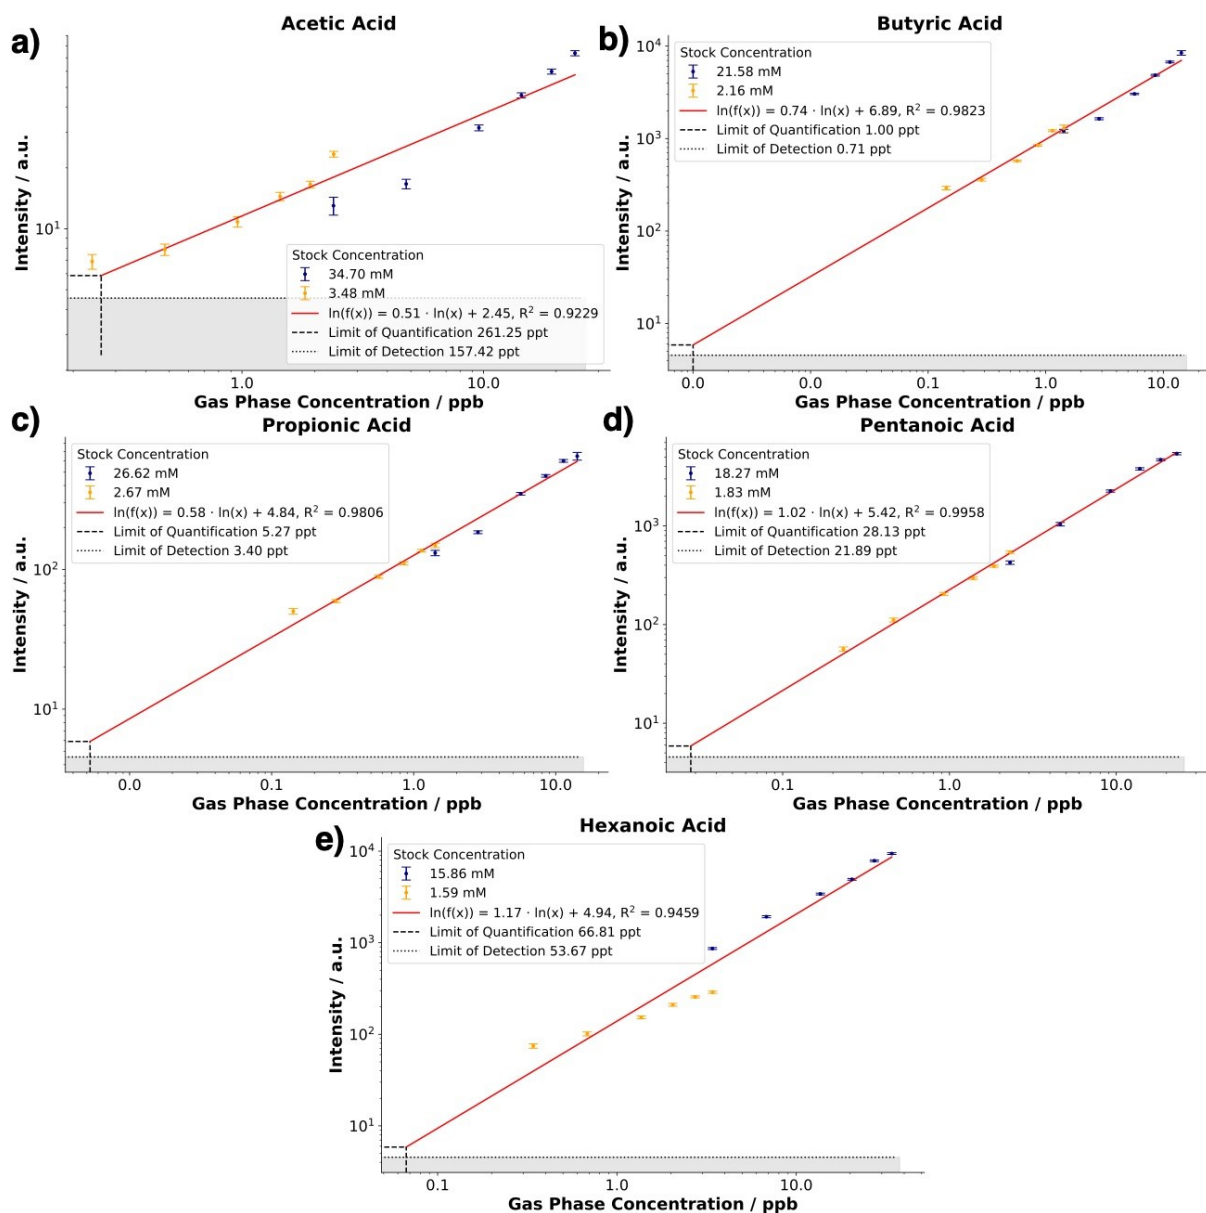 a)
Acetic Acid
Intensity / a.u.
10¹
Stock Concentration
34.70 mM
3.48 mM
ln(f(x)) = 0.51 · ln(x) + 2.45, R² = 0.9229
Limit of Quantification 261.25 ppt
Limit of Detection 157.42 ppt
1.0 10.0
Gas Phase Concentration / ppb
b)
Butyric Acid
Intensity / a.u.
10⁴
10³
10²
10¹
Stock Concentration
21.58 mM
2.16 mM
ln(f(x)) = 0.74 · ln(x) + 6.89, R² = 0.9823
Limit of Quantification 1.00 ppt
Limit of Detection 0.71 ppt
0.0 0.0 0.1 1.0 10.0
Gas Phase Concentration / ppb
c)
Propionic Acid
Intensity / a.u.
10²
10¹
Stock Concentration
26.62 mM
2.67 mM
ln(f(x)) = 0.58 · ln(x) + 4.84, R² = 0.9806
Limit of Quantification 5.27 ppt
Limit of Detection 3.40 ppt
0.0 0.1 1.0 10.0
Gas Phase Concentration / ppb
d)
Pentanoic Acid
Intensity / a.u.
10³
10²
10¹
Stock Concentration
18.27 mM
1.83 mM
ln(f(x)) = 1.02 · ln(x) + 5.42, R² = 0.9958
Limit of Quantification 28.13 ppt
Limit of Detection 21.89 ppt
0.1 1.0 10.0
Gas Phase Concentration / ppb
e)
Hexanoic Acid
Intensity / a.u.
10⁴
10³
10²
10¹
Stock Concentration
15.86 mM
1.59 mM
ln(f(x)) = 1.17 · ln(x) + 4.94, R² = 0.9459
Limit of Quantification 66.81 ppt
Limit of Detection 53.67 ppt
0.1 1.0 10.0
Gas Phase Concentration / ppb